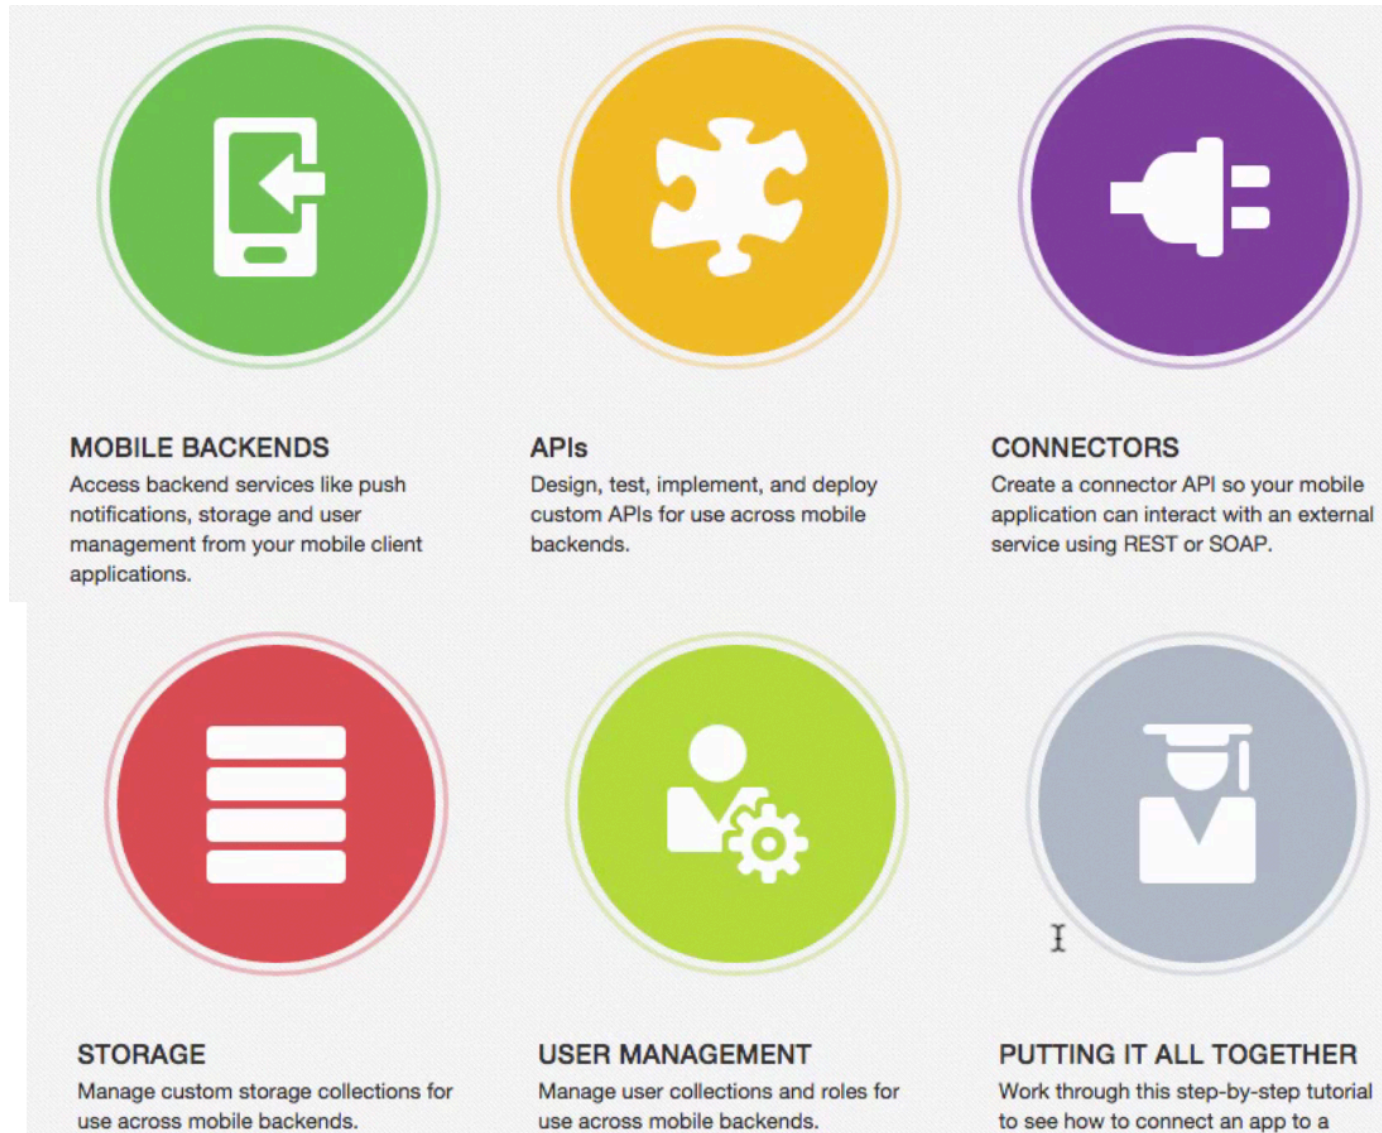 MOBILE BACKENDS
Access backend services like push
notifications, storage and user
management from your mobile client
applications.
APIs
Design, test, implement, and deploy
custom APIs for use across mobile
backends.
CONNECTORS
Create a connector API so your mobile
application can interact with an external
service using REST or SOAP.
STORAGE
Manage custom storage collections for
use across mobile backends.
USER MANAGEMENT
Manage user collections and roles for
use across mobile backends.
PUTTING IT ALL TOGETHER
Work through this step-by-step tutorial
to see how to connect an app to a